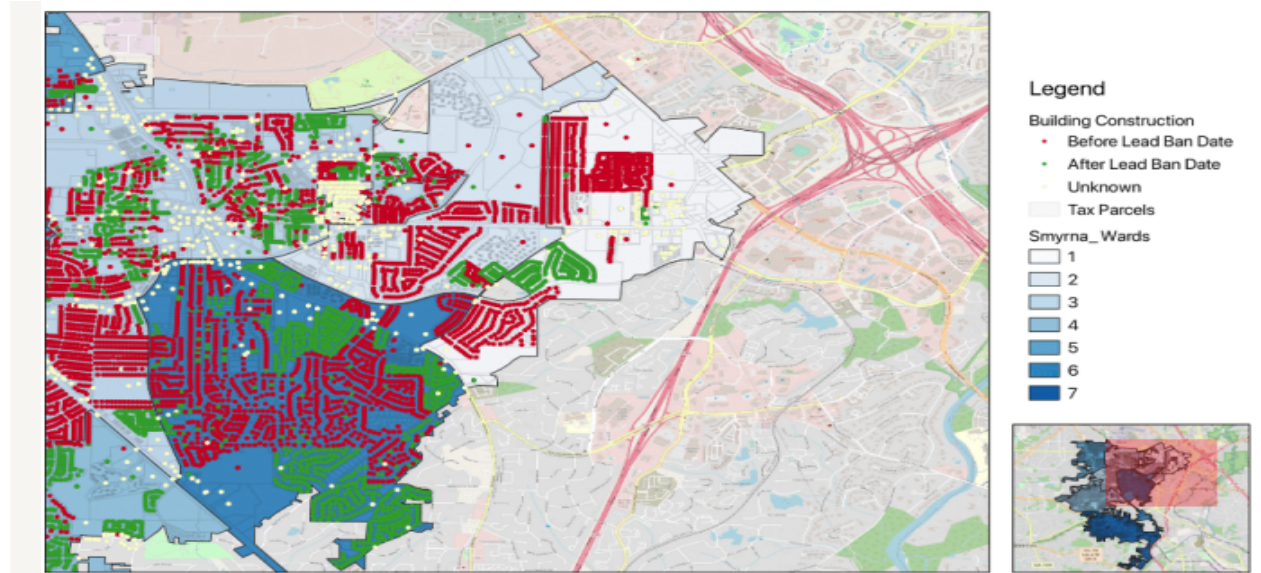 Legend
Building Construction
Before Lead Ban Date
After Lead Ban Date
Unknown
Tax Parcels
Smyrna_Wards
1
2
3
4
5
6
7